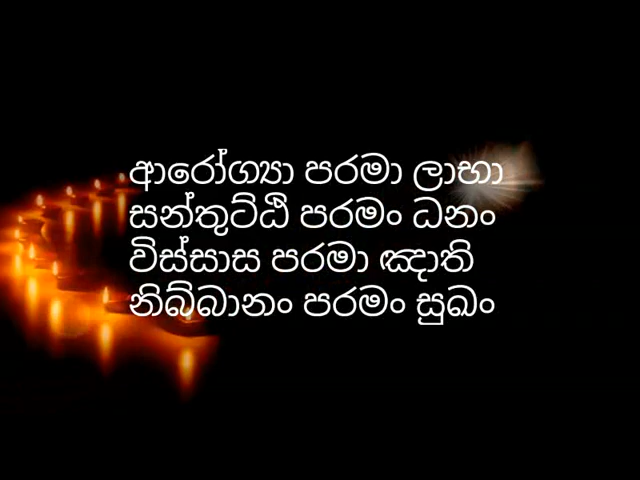 ආරෝග්‍යා පරමා ලාභා
සන්තුට්ඨි පරමං ධනං
විස්සාස පරමා ඤාති
නිබ්බානං පරමං සුඛං